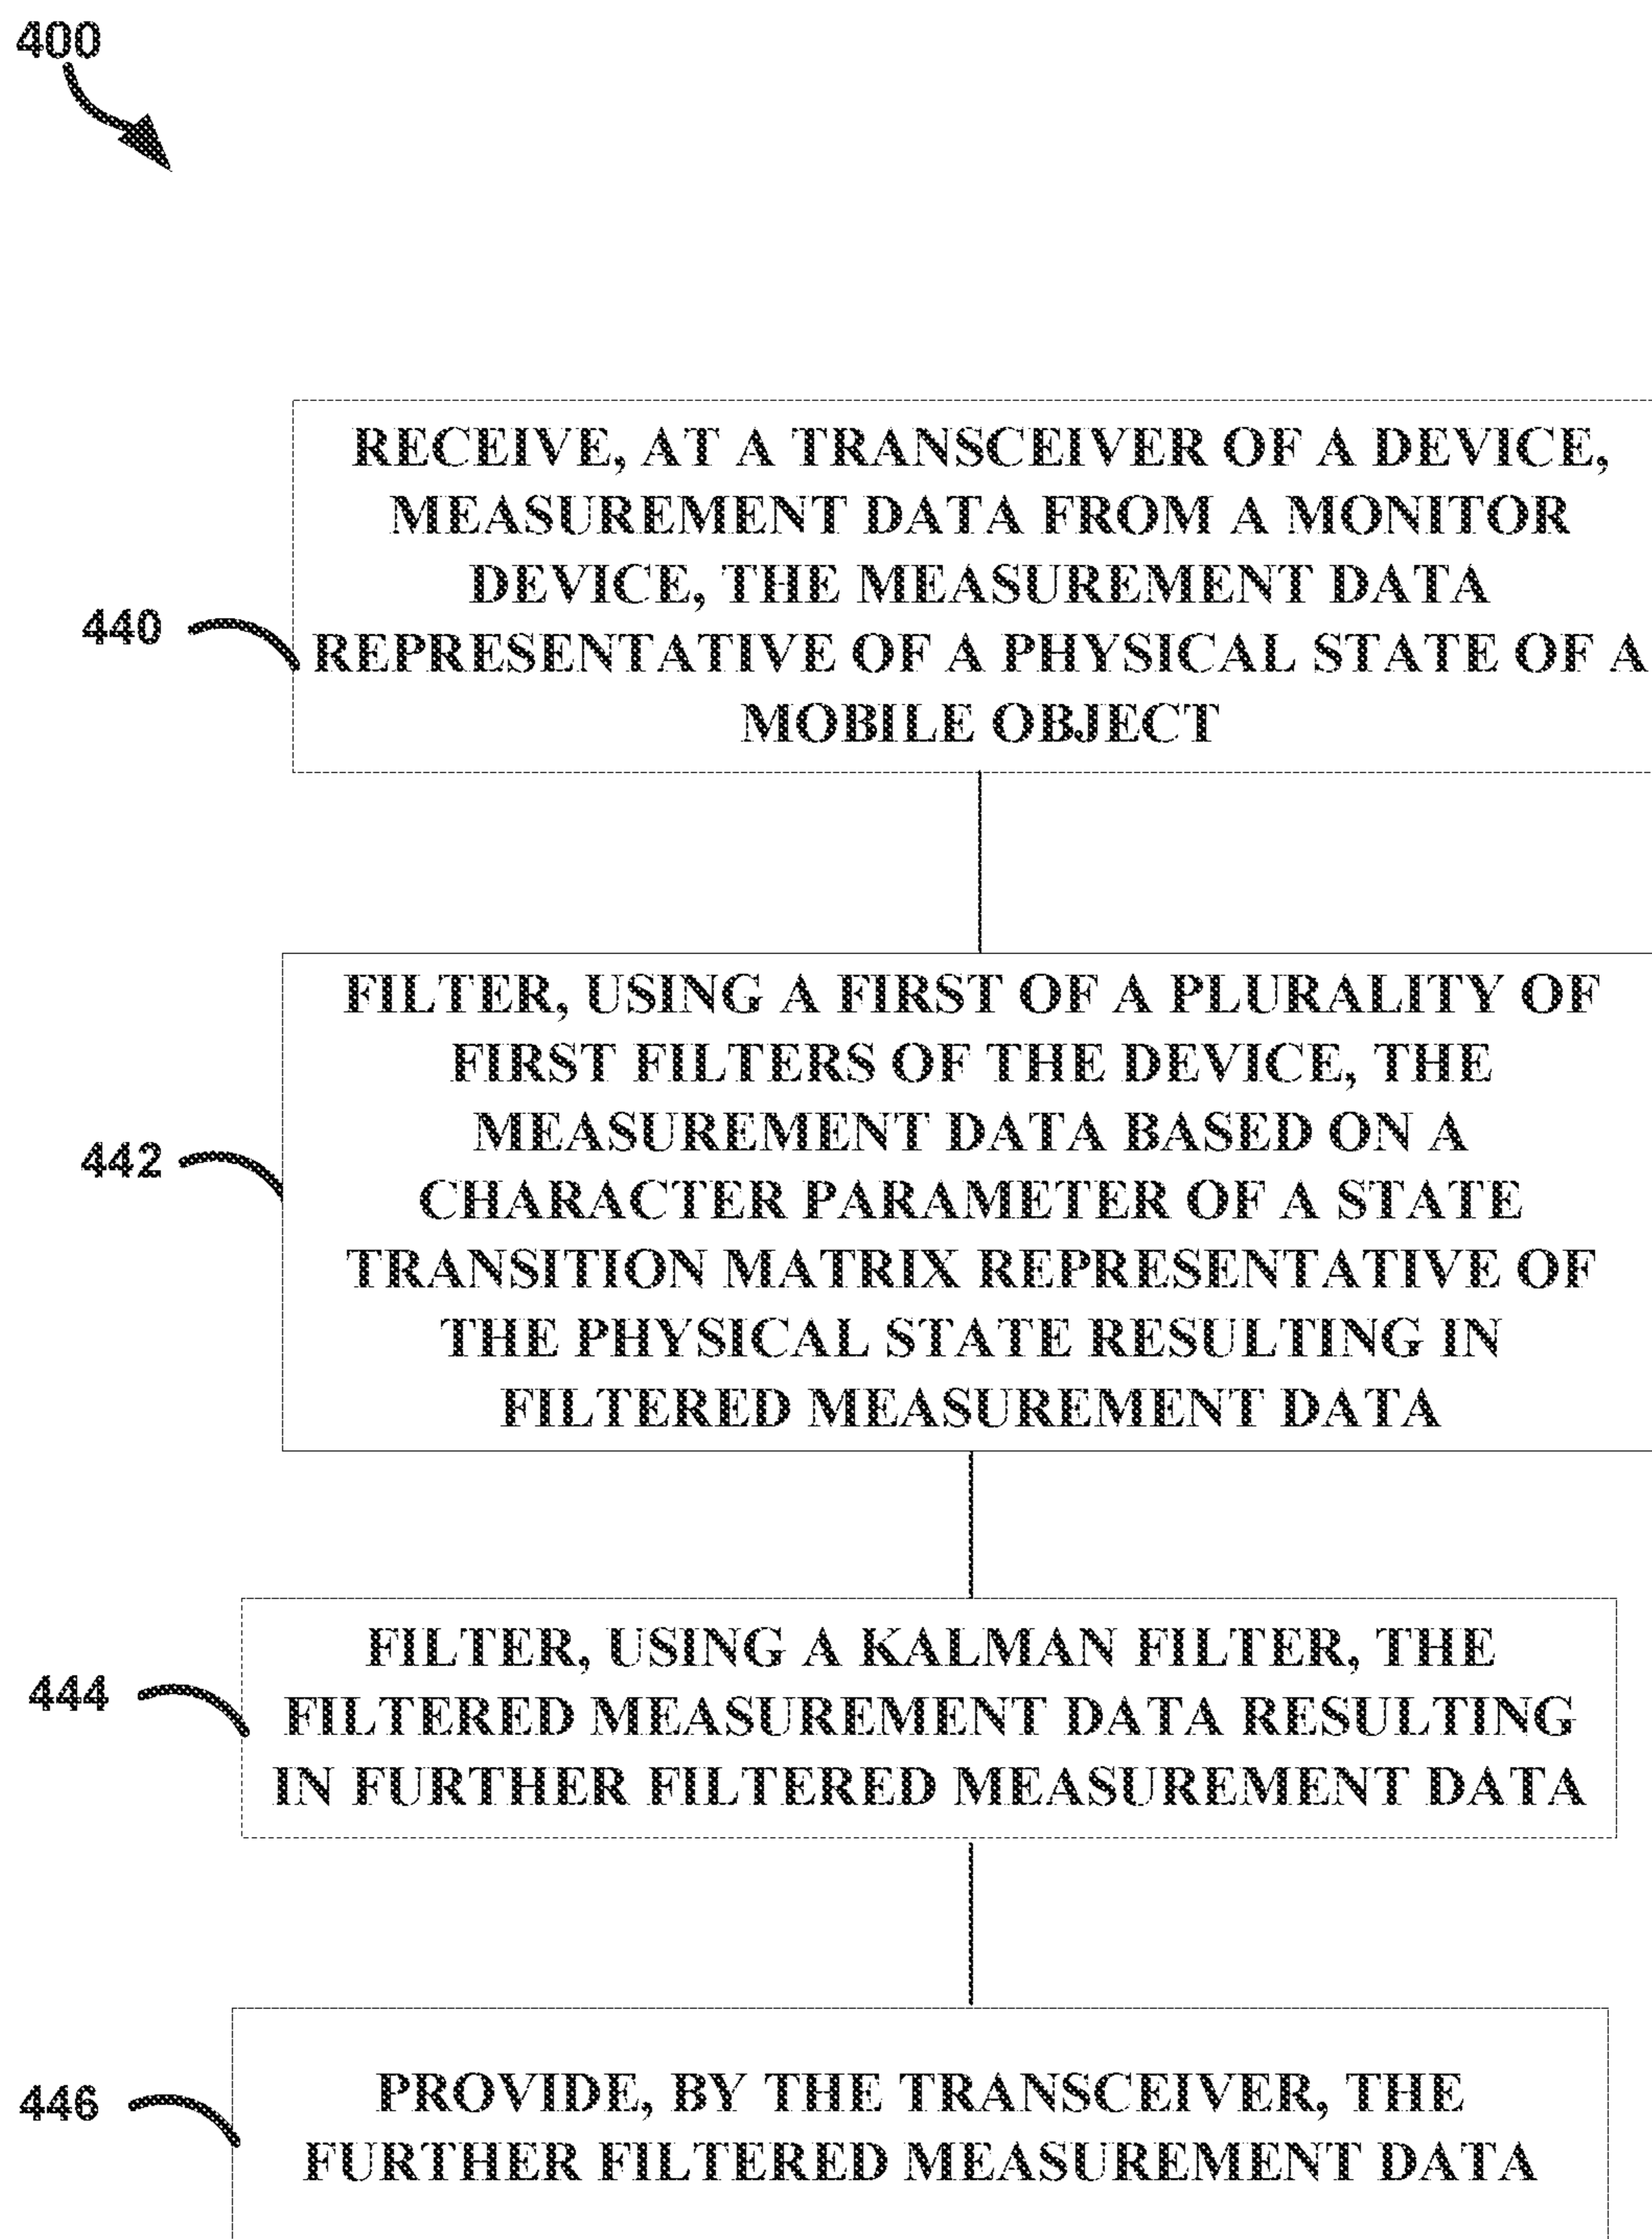 400
RECEIVE, AT A TRANSCEIVER OF A DEVICE,
MEASUREMENT DATA FROM A MONITOR
DEVICE, THE MEASUREMENT DATA
440
REPRESENTATIVE OF A PHYSICAL STATE OF A
MOBILE OBJECT
FILTER, USING A FIRST OF A PLURALITY OF
FIRST FILTERS OF THE DEVICE, THE
MEASUREMENT DATA BASED ON A
442
CHARACTER PARAMETER OF A STATE
TRANSITION MATRIX REPRESENTATIVE OF
THE PHYSICAL STATE RESULTING IN
FILTERED MEASUREMENT DATA
FILTER, USING A KALMAN FILTER, THE
444
FILTERED MEASUREMENT DATA RESULTING
IN FURTHER FILTERED MEASUREMENT DATA
446
PROVIDE, BY THE TRANSCEIVER, THE
FURTHER FILTERED MEASUREMENT DATA